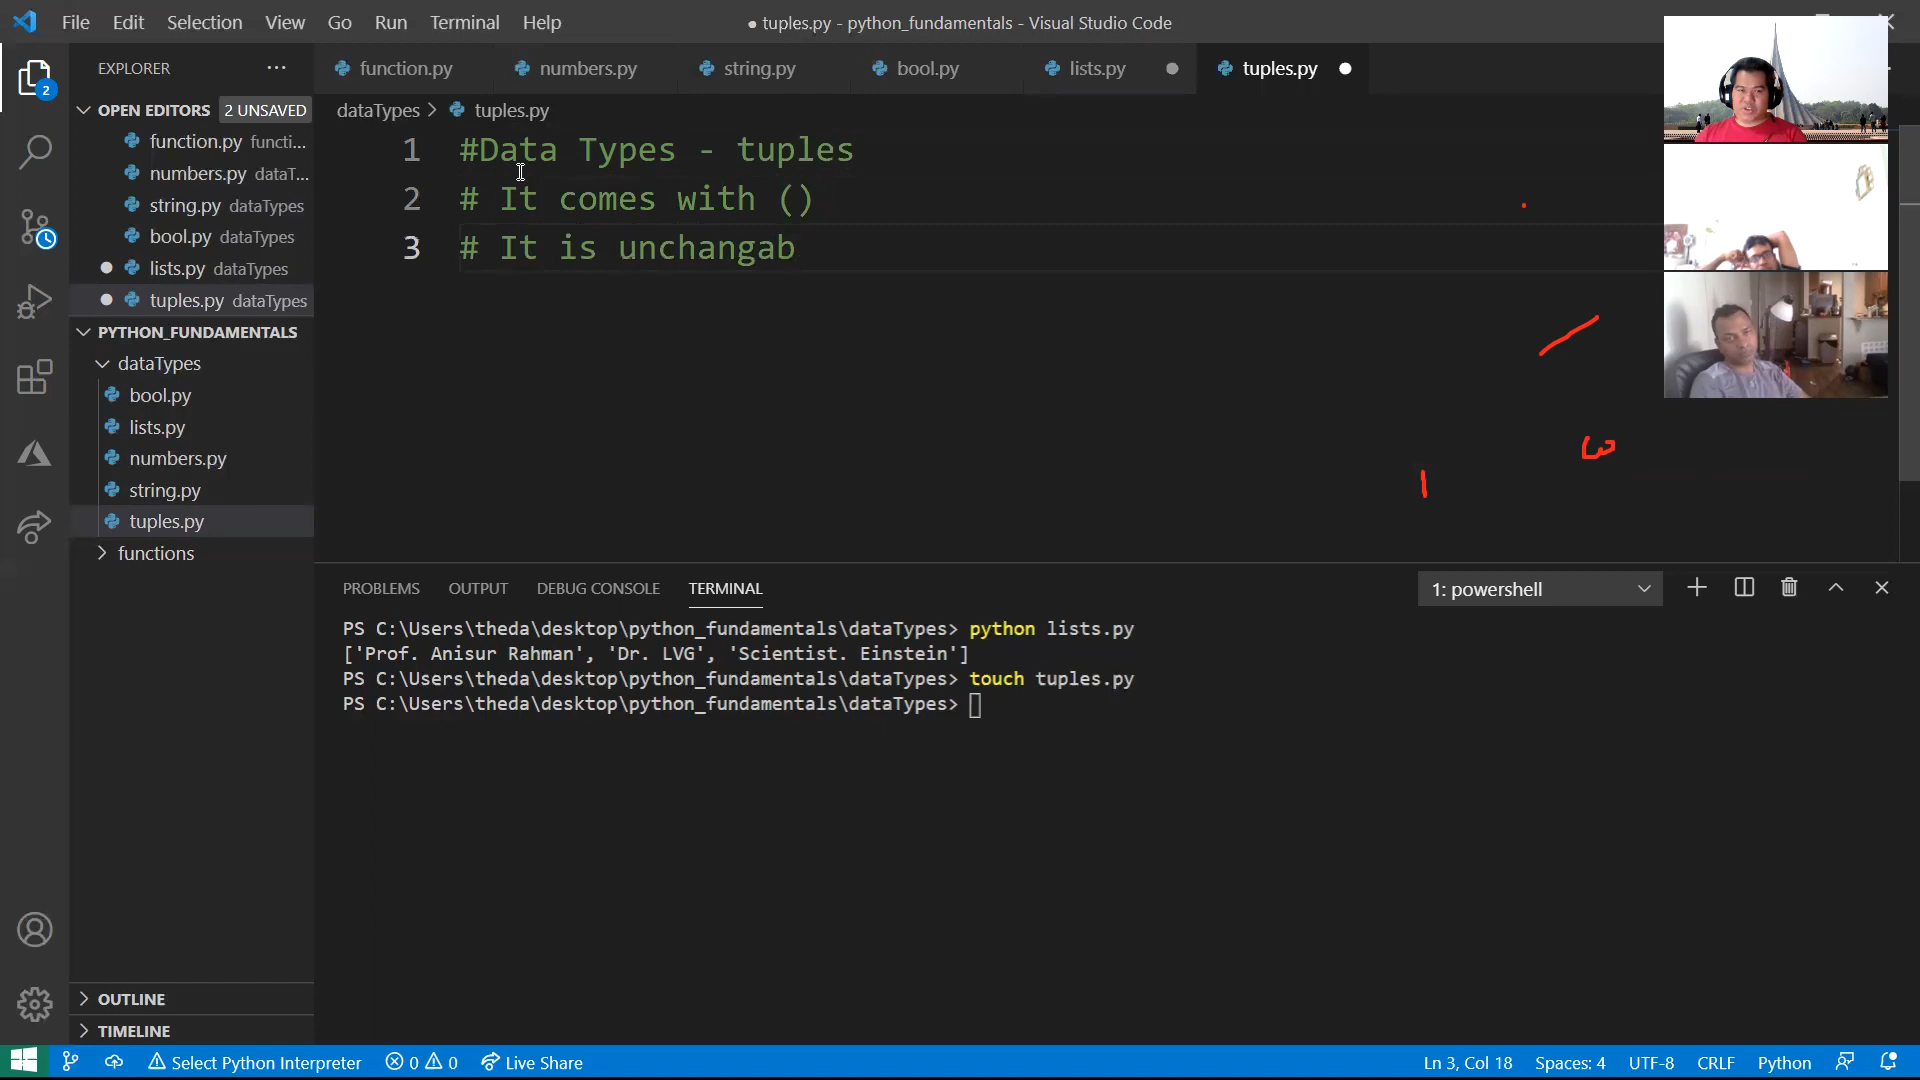 File Edit Selection View Go Run Terminal Help
● tuples.py - python_fundamentals - Visual Studio Code
EXPLORER ...
function.py numbers.py string.py bool.py lists.py tuples.py
OPEN EDITORS 2 UNSAVED
function.py functi...
numbers.py dataT...
string.py dataTypes
bool.py dataTypes
lists.py dataTypes
tuples.py dataTypes
PYTHON_FUNDAMENTALS
dataTypes
bool.py
lists.py
numbers.py
string.py
tuples.py
functions
OUTLINE
TIMELINE
2
dataTypes > tuples.py
1 #Data Types - tuples
2 # It comes with ()
3 # It is unchangab
PROBLEMS OUTPUT DEBUG CONSOLE TERMINAL
1: powershell
PS C:\Users\theda\desktop\python_fundamentals\dataTypes> python lists.py
['Prof. Anisur Rahman', 'Dr. LVG', 'Scientist. Einstein']
PS C:\Users\theda\desktop\python_fundamentals\dataTypes> touch tuples.py
PS C:\Users\theda\desktop\python_fundamentals\dataTypes>
Select Python Interpreter 0 0 Live Share
Ln 3, Col 18 Spaces: 4 UTF-8 CRLF Python